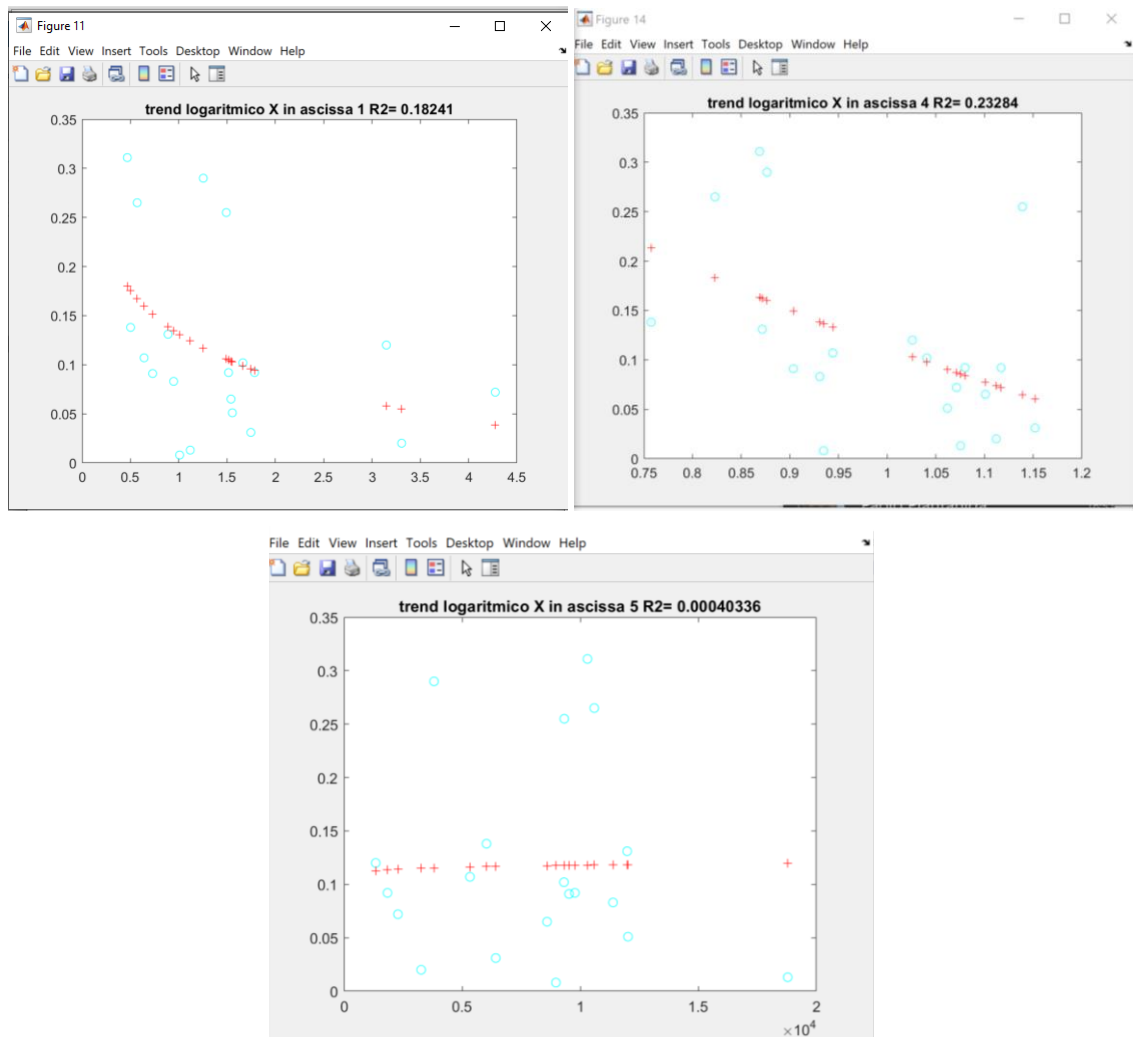 Figure 11
File Edit View Insert Tools Desktop Window Help
trend logaritmico X in ascissa 1 R2= 0.18241
0.35
0.3
0.25
0.2
0.15
0.1
0.05
0
0 0.5 1 1.5 2 2.5 3 3.5 4 4.5
Figure 14
File Edit View Insert Tools Desktop Window Help
trend logaritmico X in ascissa 4 R2= 0.23284
0.35
0.3
0.25
0.2
0.15
0.1
0.05
0
0.75 0.8 0.85 0.9 0.95 1 1.05 1.1 1.15 1.2
File Edit View Insert Tools Desktop Window Help
trend logaritmico X in ascissa 5 R2= 0.00040336
0.35
0.3
0.25
0.2
0.15
0.1
0.05
0
0 0.5 1 1.5 2
×10⁴